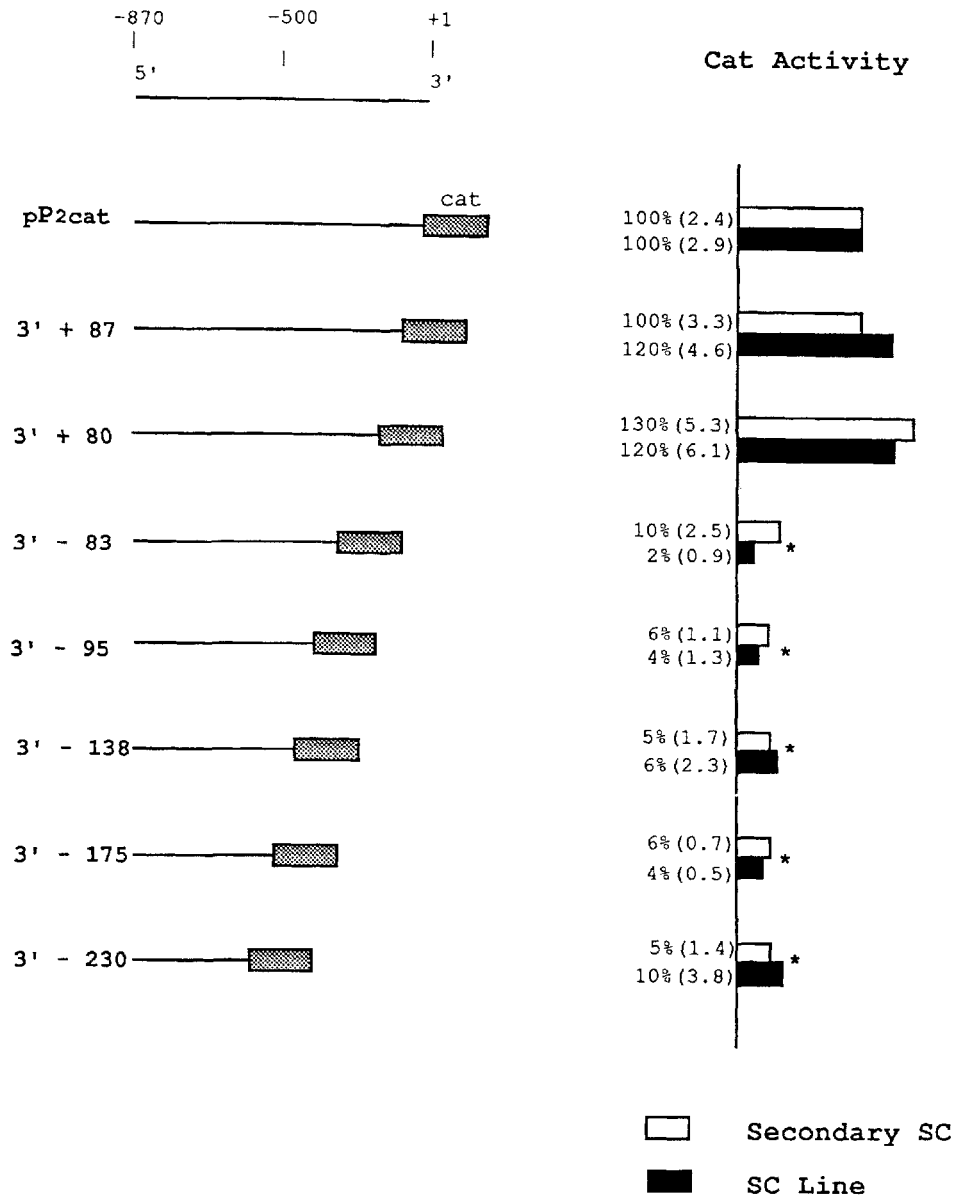 -870 -500 +1
5' 3'
Cat Activity
pP2cat cat
100%(2.4)
100%(2.9)
3' + 87
100%(3.3)
120%(4.6)
3' + 80
130%(5.3)
120%(6.1)
3' - 83
10%(2.5)
2%(0.9) *
3' - 95
6%(1.1)
4%(1.3) *
3' - 138
5%(1.7)
6%(2.3) *
3' - 175
6%(0.7)
4%(0.5) *
3' - 230
5%(1.4)
10%(3.8) *
Secondary SC
SC Line